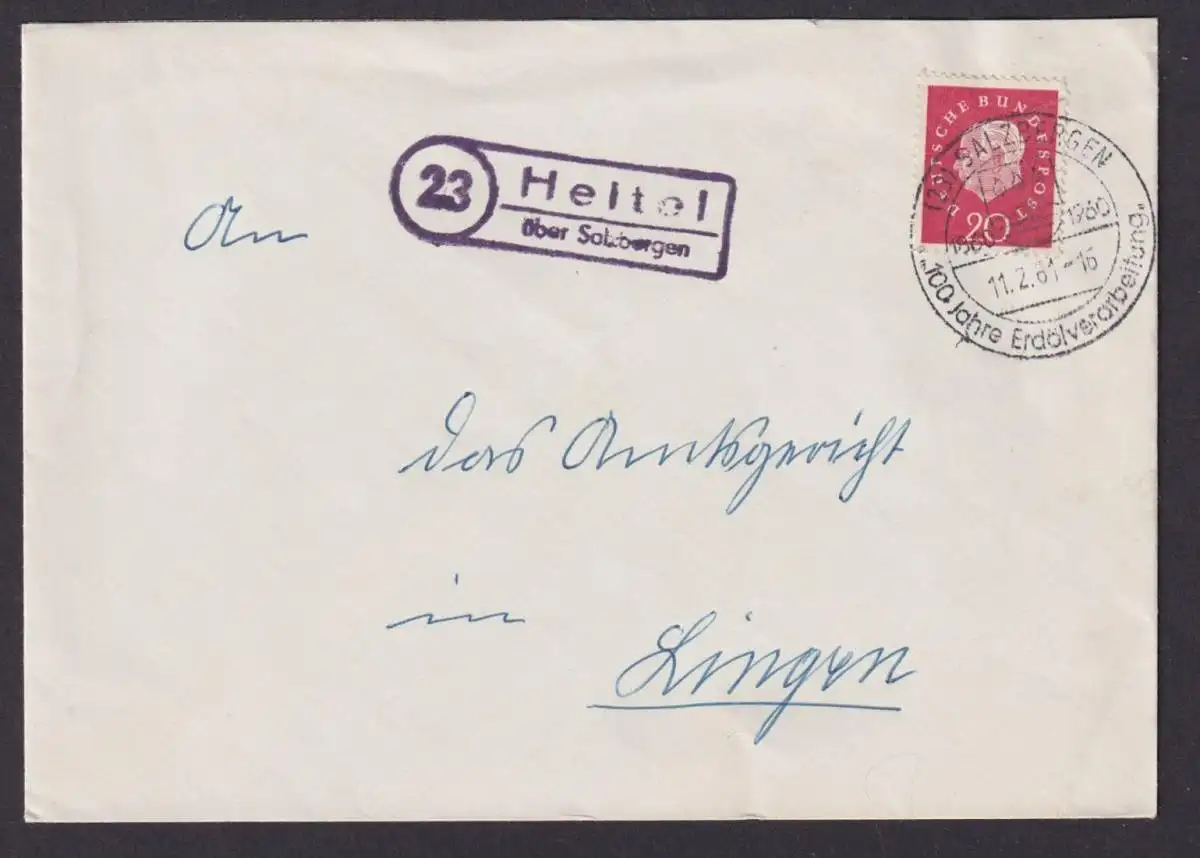 DEUTSCHE BUNDESPOST
20
(23) SALZBERGEN
1860 1960
11.2.61-16
"100 Jahre Erdölverarbeitung"
23
Heltel
über Salzbergen
An
das Amtsgericht
in
Lingen